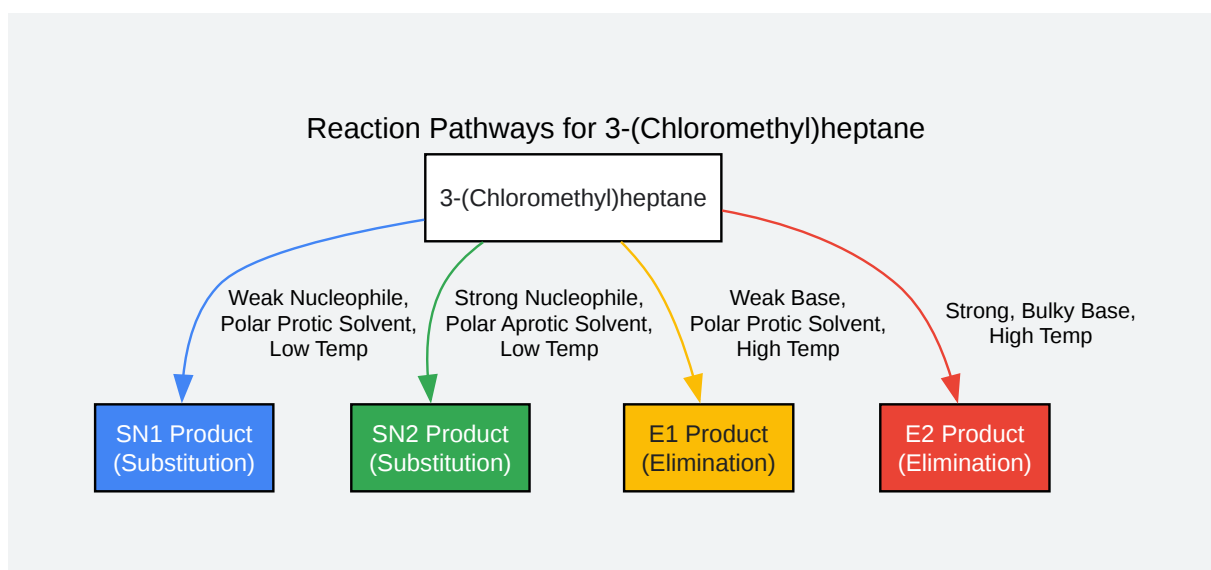 Reaction Pathways for 3-(Chloromethyl)heptane
3-(Chloromethyl)heptane
Weak Nucleophile,
Polar Protic Solvent,
Low Temp
Strong Nucleophile,
Polar Aprotic Solvent,
Low Temp
Weak Base,
Polar Protic Solvent,
High Temp
Strong, Bulky Base,
High Temp
SN1 Product
(Substitution)
SN2 Product
(Substitution)
E1 Product
(Elimination)
E2 Product
(Elimination)